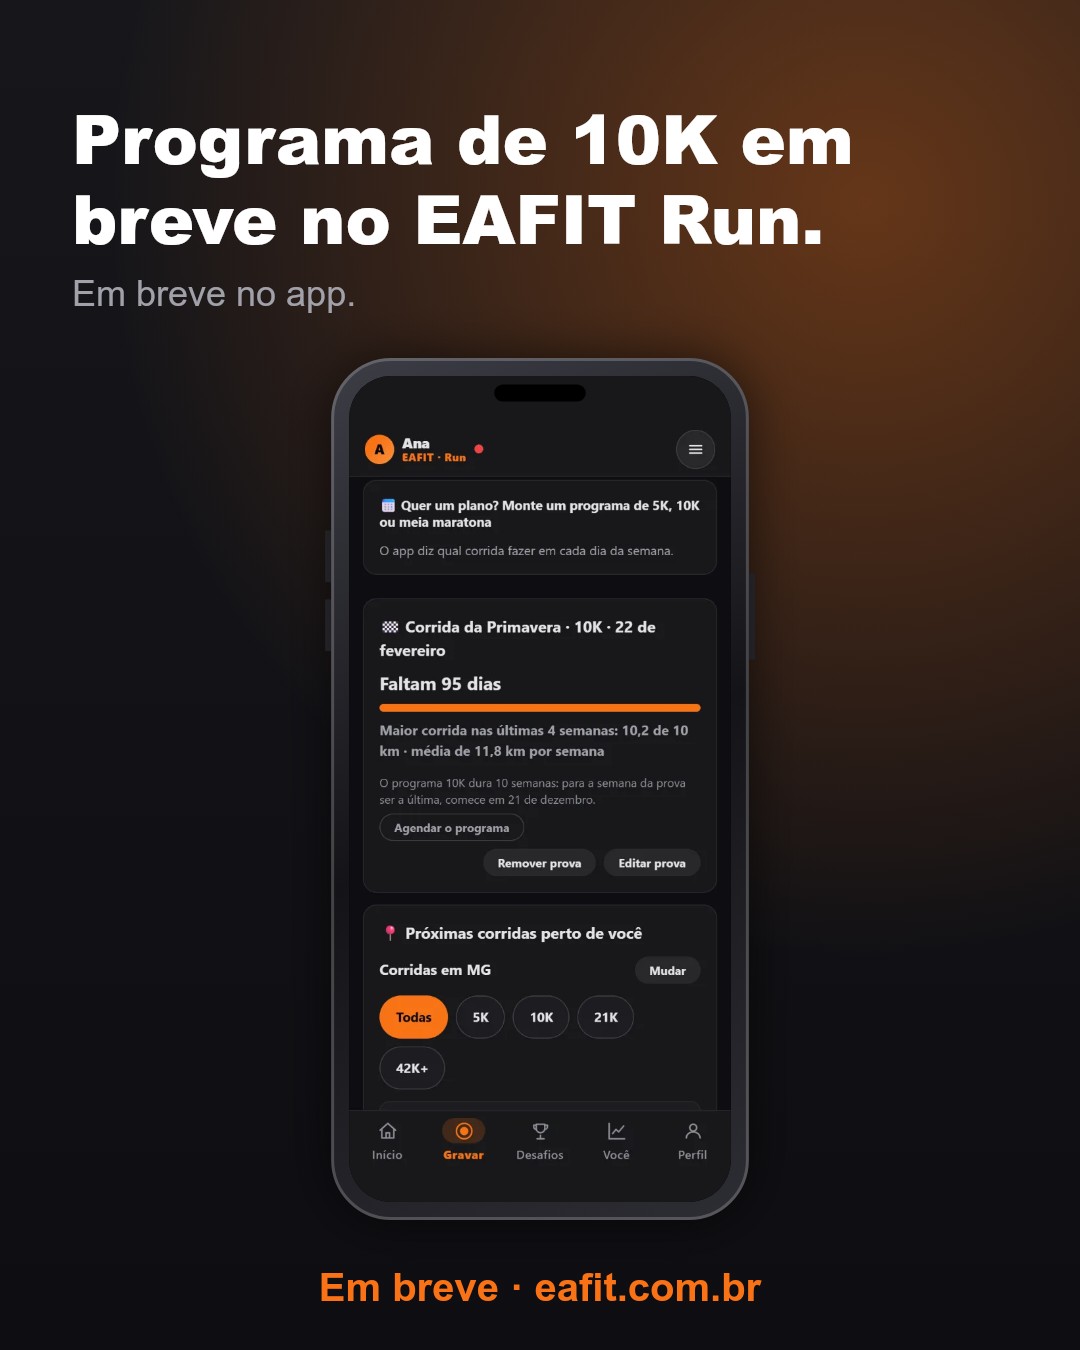 Programa de 10K em
breve no EAFIT Run.
Em breve no app.
A
Ana
EAFIT · Run
Quer um plano? Monte um programa de 5K, 10K
ou meia maratona
O app diz qual corrida fazer em cada dia da semana.
Corrida da Primavera · 10K · 22 de
fevereiro
Faltam 95 dias
Maior corrida nas últimas 4 semanas: 10,2 de 10
km · média de 11,8 km por semana
O programa 10K dura 10 semanas: para a semana da prova
ser a última, comece em 21 de dezembro.
Agendar o programa
Remover prova Editar prova
Próximas corridas perto de você
Corridas em MG Mudar
Todas 5K 10K 21K
42K+
Início Gravar Desafios Você Perfil
Em breve · eafit.com.br